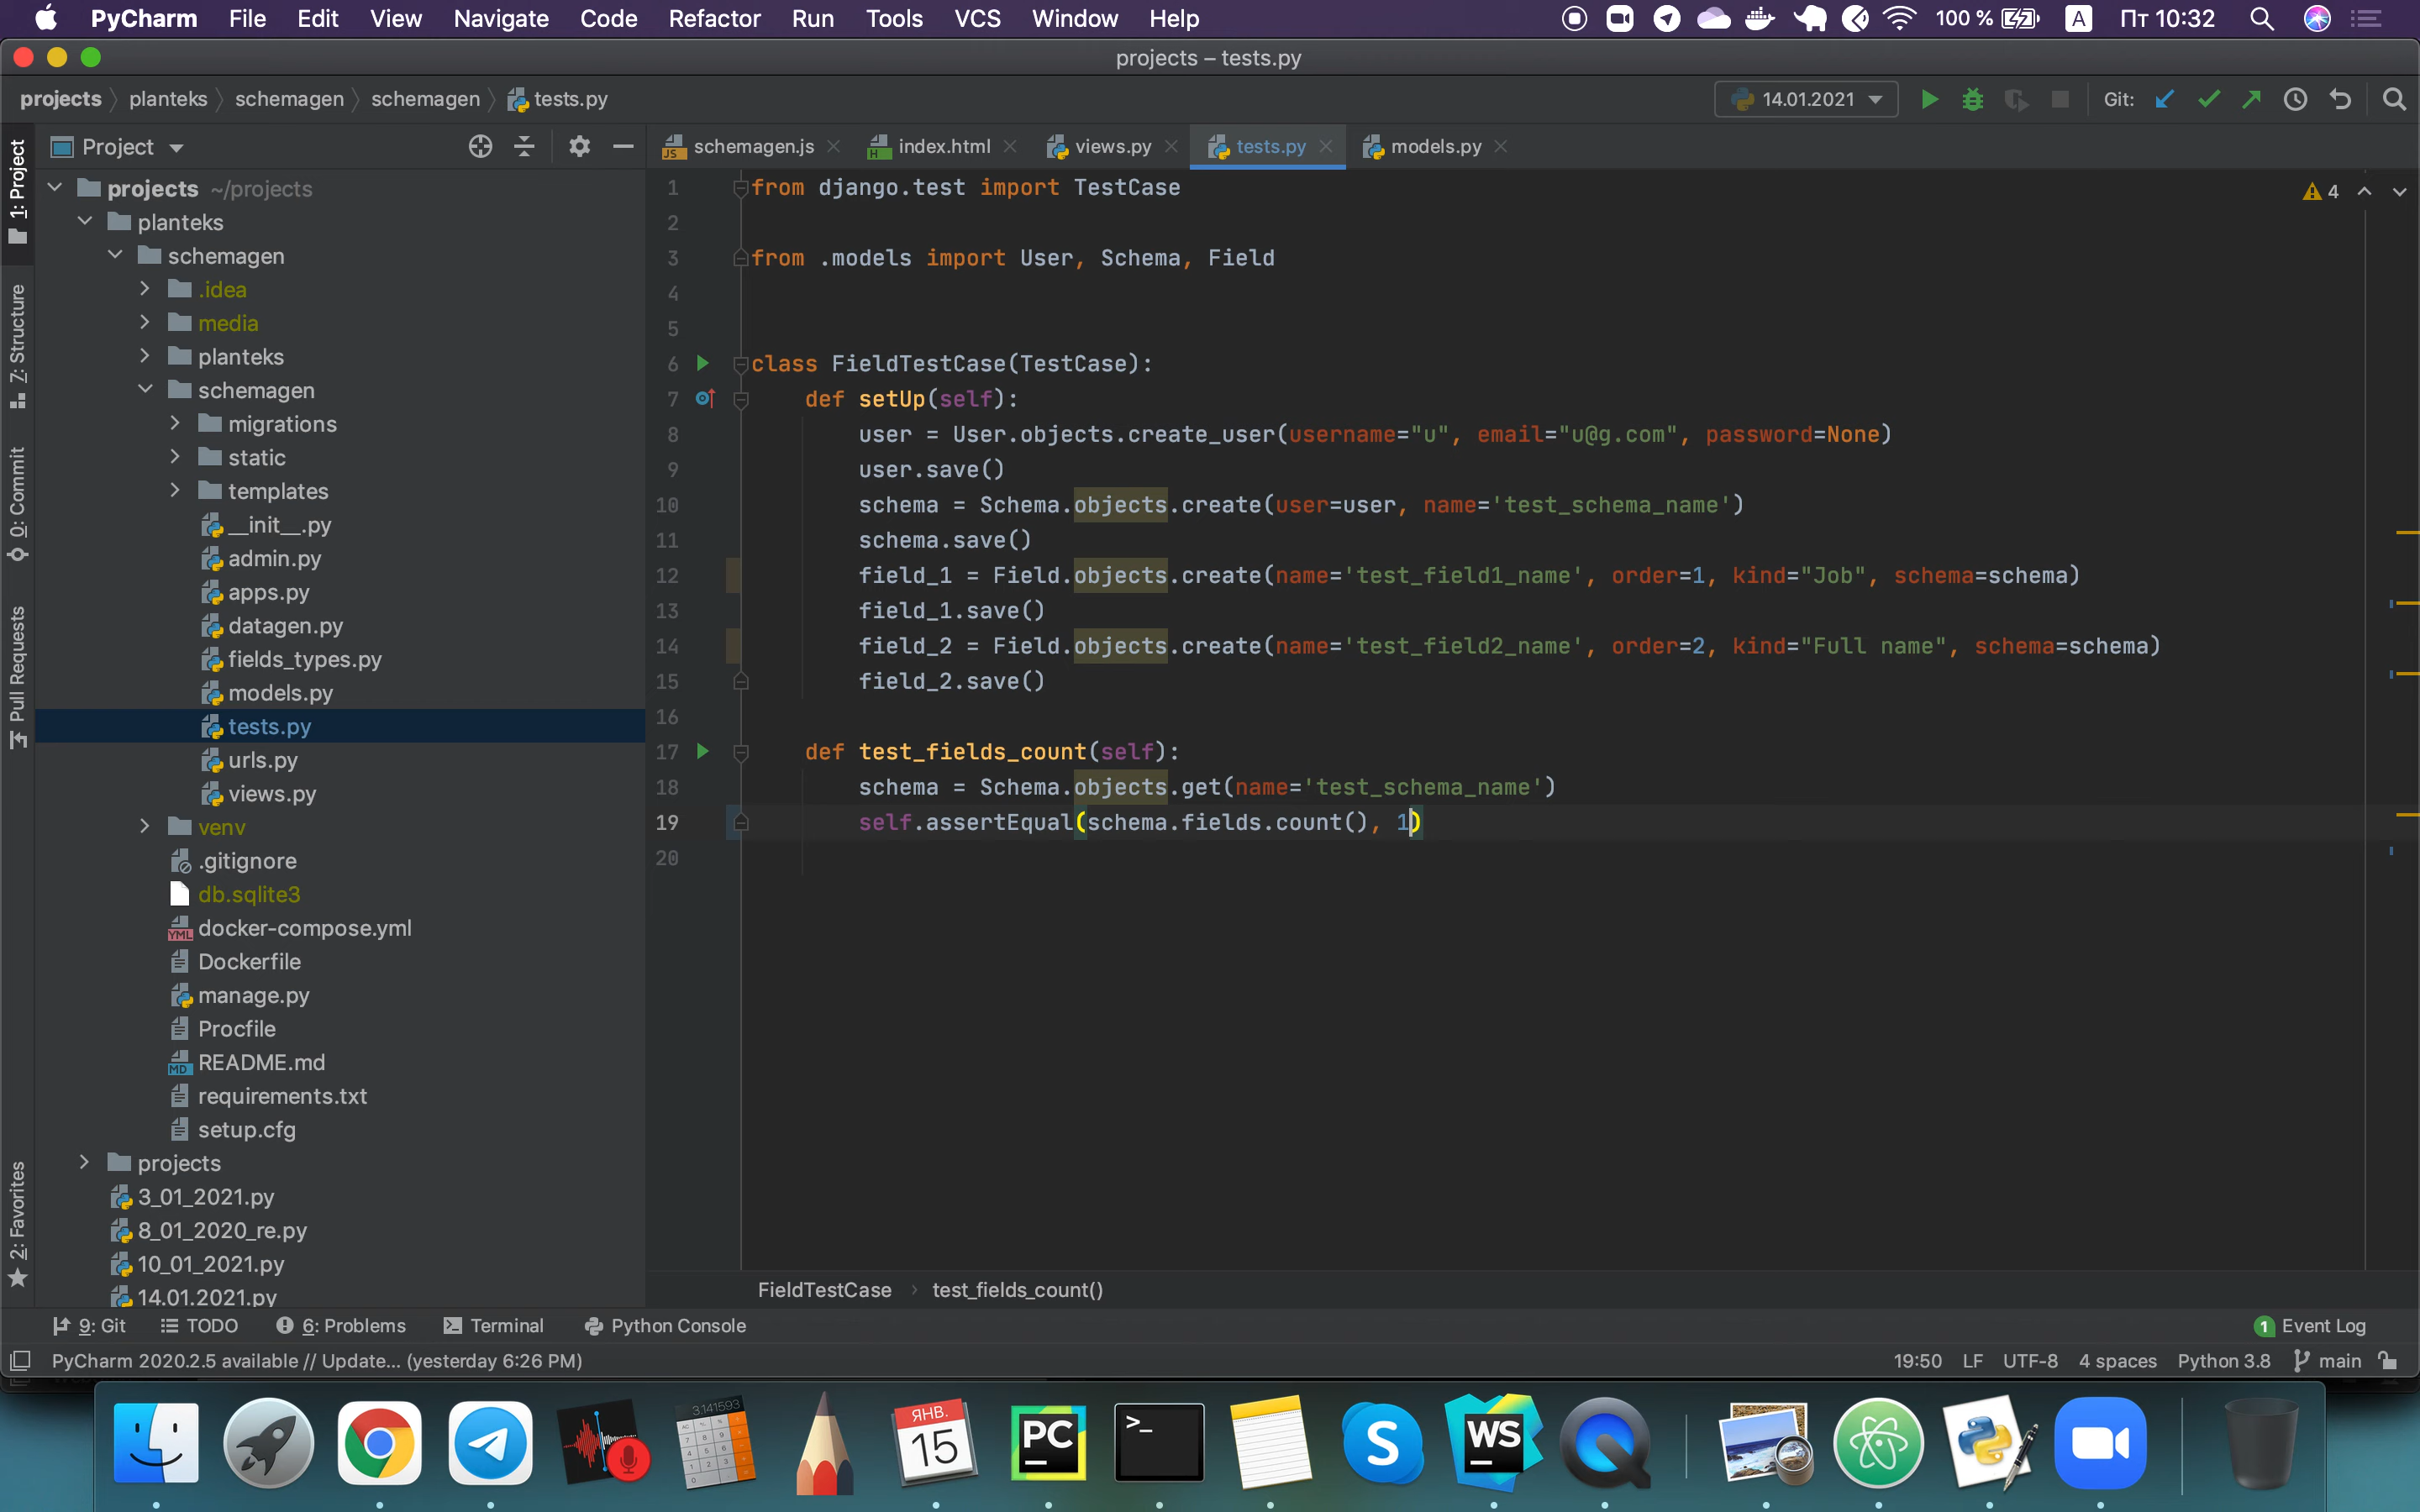 PyCharm File Edit View Navigate Code Refactor Run Tools VCS Window Help 100 % A Пт 10:32
projects – tests.py
projects planteks schemagen schemagen tests.py 14.01.2021 Git:
Project schemagen.js index.html views.py tests.py models.py
1: Project
Z: Structure
0: Commit
Pull Requests
2: Favorites
projects ~/projects
planteks
schemagen
.idea
media
planteks
schemagen
migrations
static
templates
__init__.py
admin.py
apps.py
datagen.py
fields_types.py
models.py
tests.py
urls.py
views.py
venv
.gitignore
db.sqlite3
docker-compose.yml
Dockerfile
manage.py
Procfile
README.md
requirements.txt
setup.cfg
projects
3_01_2021.py
8_01_2020_re.py
10_01_2021.py
14.01.2021.py
4
1 from django.test import TestCase
2
3 from .models import User, Schema, Field
4
5
6 class FieldTestCase(TestCase):
7 def setUp(self):
8 user = User.objects.create_user(username="u", email="u@g.com", password=None)
9 user.save()
10 schema = Schema.objects.create(user=user, name='test_schema_name')
11 schema.save()
12 field_1 = Field.objects.create(name='test_field1_name', order=1, kind="Job", schema=schema)
13 field_1.save()
14 field_2 = Field.objects.create(name='test_field2_name', order=2, kind="Full name", schema=schema)
15 field_2.save()
16
17 def test_fields_count(self):
18 schema = Schema.objects.get(name='test_schema_name')
19 self.assertEqual(schema.fields.count(), 1)
20
FieldTestCase test_fields_count()
9: Git TODO 6: Problems Terminal Python Console 1 Event Log
PyCharm 2020.2.5 available // Update... (yesterday 6:26 PM) 19:50 LF UTF-8 4 spaces Python 3.8 main
3.141593
ЯНВ.
15
PC
>_
S
WS